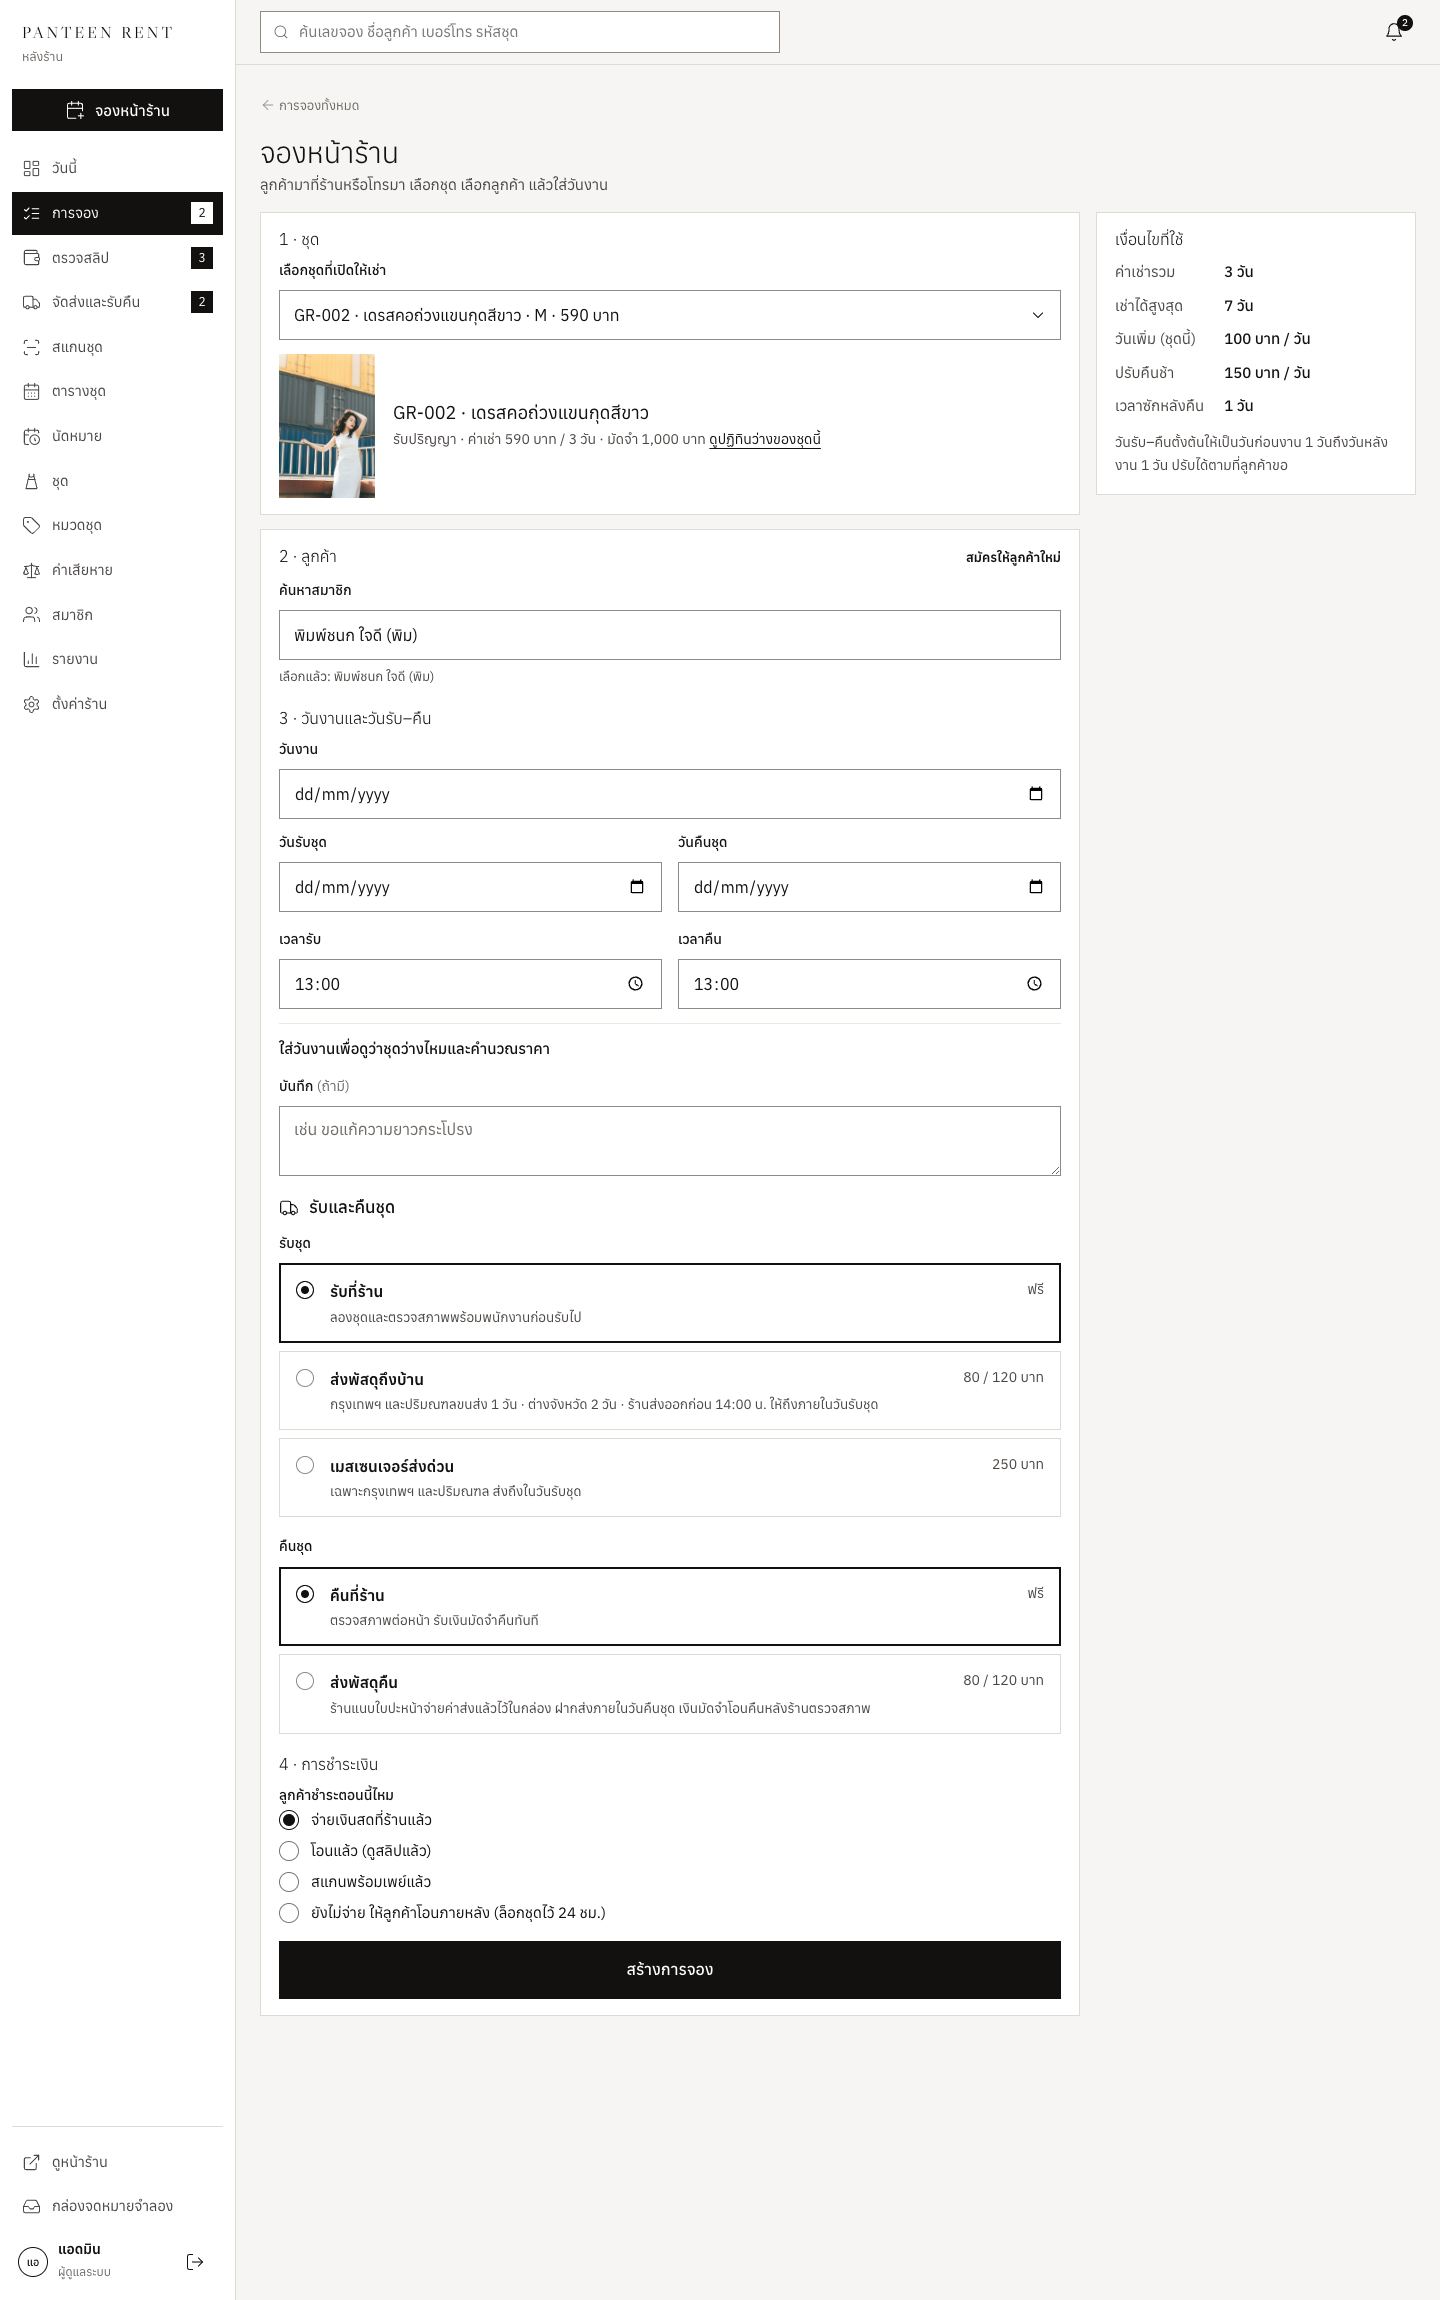 PANTEEN RENT
หลังร้าน
จองหน้าร้าน
วันนี้
การจอง 2
ตรวจสลิป 3
จัดส่งและรับคืน 2
สแกนชุด
ตารางชุด
นัดหมาย
ชุด
หมวดชุด
ค่าเสียหาย
สมาชิก
รายงาน
ตั้งค่าร้าน
ดูหน้าร้าน
กล่องจดหมายจำลอง
แอ
แอดมิน
ผู้ดูแลระบบ
ค้นเลขจอง ชื่อลูกค้า เบอร์โทร รหัสชุด
2
การจองทั้งหมด
จองหน้าร้าน
ลูกค้ามาที่ร้านหรือโทรมา เลือกชุด เลือกลูกค้า แล้วใส่วันงาน
1 · ชุด
เลือกชุดที่เปิดให้เช่า
GR-002 · เดรสคอถ่วงแขนกุดสีขาว · M · 590 บาท
GR-002 · เดรสคอถ่วงแขนกุดสีขาว
รับปริญญา · ค่าเช่า 590 บาท / 3 วัน · มัดจำ 1,000 บาท ดูปฏิทินว่างของชุดนี้
2 · ลูกค้า
สมัครให้ลูกค้าใหม่
ค้นหาสมาชิก
พิมพ์ชนก ใจดี (พิม)
เลือกแล้ว: พิมพ์ชนก ใจดี (พิม)
3 · วันงานและวันรับ–คืน
วันงาน
dd/mm/yyyy
วันรับชุด วันคืนชุด
dd/mm/yyyy dd/mm/yyyy
เวลารับ เวลาคืน
13:00 13:00
ใส่วันงานเพื่อดูว่าชุดว่างไหมและคำนวณราคา
บันทึก (ถ้ามี)
เช่น ขอแก้ความยาวกระโปรง
รับและคืนชุด
รับชุด
รับที่ร้าน ฟรี
ลองชุดและตรวจสภาพพร้อมพนักงานก่อนรับไป
ส่งพัสดุถึงบ้าน 80 / 120 บาท
กรุงเทพฯ และปริมณฑลขนส่ง 1 วัน · ต่างจังหวัด 2 วัน · ร้านส่งออกก่อน 14:00 น. ให้ถึงภายในวันรับชุด
เมสเซนเจอร์ส่งด่วน 250 บาท
เฉพาะกรุงเทพฯ และปริมณฑล ส่งถึงในวันรับชุด
คืนชุด
คืนที่ร้าน ฟรี
ตรวจสภาพต่อหน้า รับเงินมัดจำคืนทันที
ส่งพัสดุคืน 80 / 120 บาท
ร้านแนบใบปะหน้าจ่ายค่าส่งแล้วไว้ในกล่อง ฝากส่งภายในวันคืนชุด เงินมัดจำโอนคืนหลังร้านตรวจสภาพ
4 · การชำระเงิน
ลูกค้าชำระตอนนี้ไหม
จ่ายเงินสดที่ร้านแล้ว
โอนแล้ว (ดูสลิปแล้ว)
สแกนพร้อมเพย์แล้ว
ยังไม่จ่าย ให้ลูกค้าโอนภายหลัง (ล็อกชุดไว้ 24 ชม.)
สร้างการจอง
เงื่อนไขที่ใช้
ค่าเช่ารวม 3 วัน
เช่าได้สูงสุด 7 วัน
วันเพิ่ม (ชุดนี้) 100 บาท / วัน
ปรับคืนช้า 150 บาท / วัน
เวลาซักหลังคืน 1 วัน
วันรับ–คืนตั้งต้นให้เป็นวันก่อนงาน 1 วันถึงวันหลัง
งาน 1 วัน ปรับได้ตามที่ลูกค้าขอ